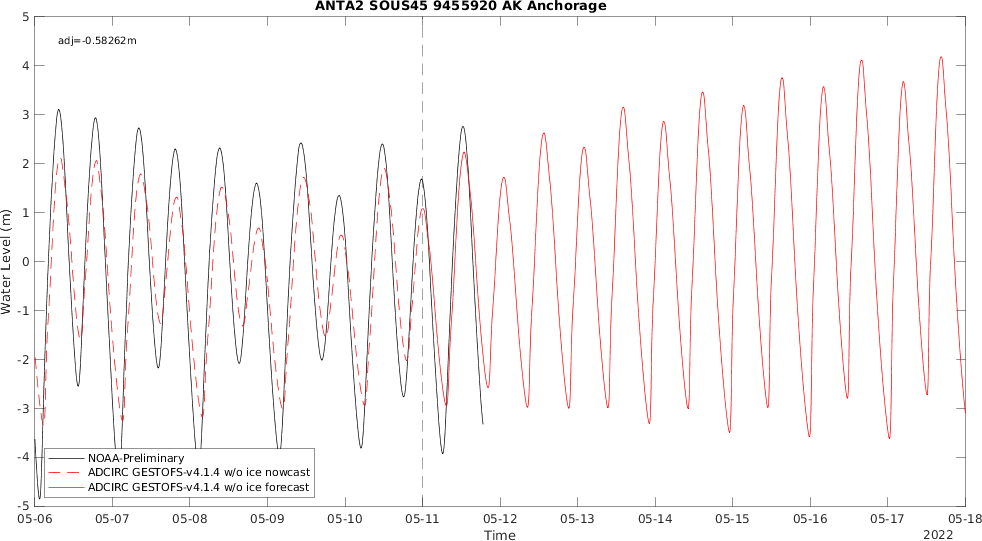 ANTA2 SOUS45 9455920 AK Anchorage
adj=-0.58262m
5
4
3
2
1
0
-1
-2
-3
-4
-5
Water Level (m)
NOAA-Preliminary
ADCIRC GESTOFS-v4.1.4 w/o ice nowcast
ADCIRC GESTOFS-v4.1.4 w/o ice forecast
05-06 05-07 05-08 05-09 05-10 05-11 05-12 05-13 05-14 05-15 05-16 05-17 05-18
Time
2022